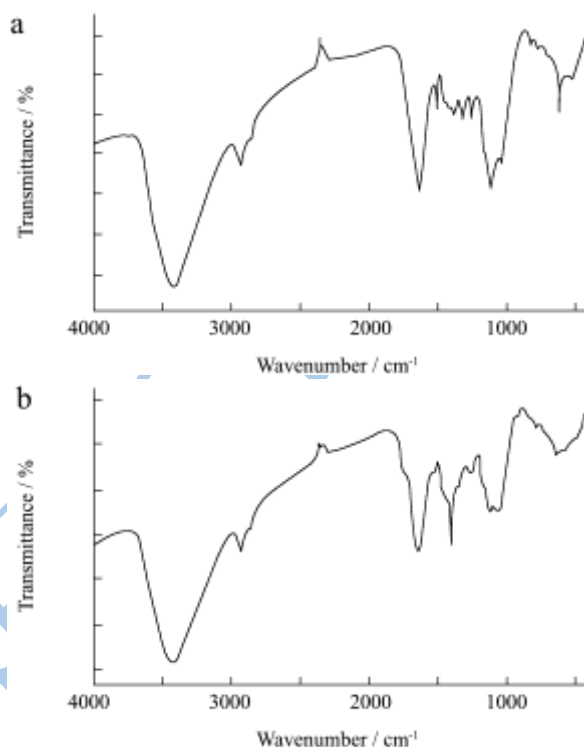 a
Transmittance / %
4000 3000 2000 1000
Wavenumber / cm⁻¹
b
Transmittance / %
4000 3000 2000 1000
Wavenumber / cm⁻¹